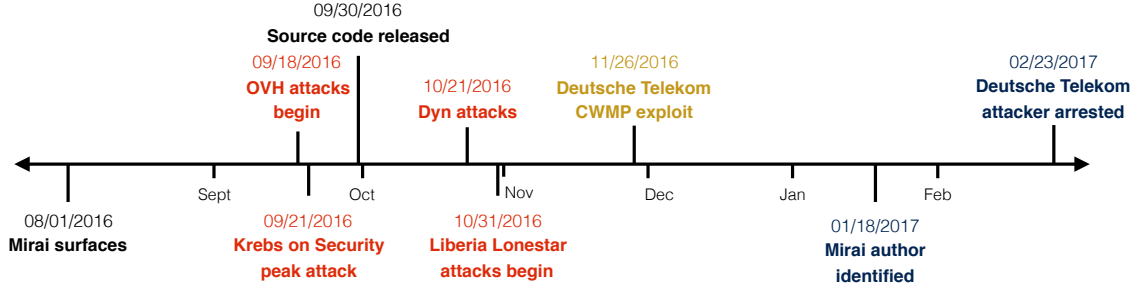 09/30/2016
Source code released
09/18/2016
OVH attacks
begin
10/21/2016
Dyn attacks
11/26/2016
Deutsche Telekom
CWMP exploit
02/23/2017
Deutsche Telekom
attacker arrested
Sept
Oct
Nov
Dec
Jan
Feb
08/01/2016
Mirai surfaces
09/21/2016
Krebs on Security
peak attack
10/31/2016
Liberia Lonestar
attacks begin
01/18/2017
Mirai author
identified